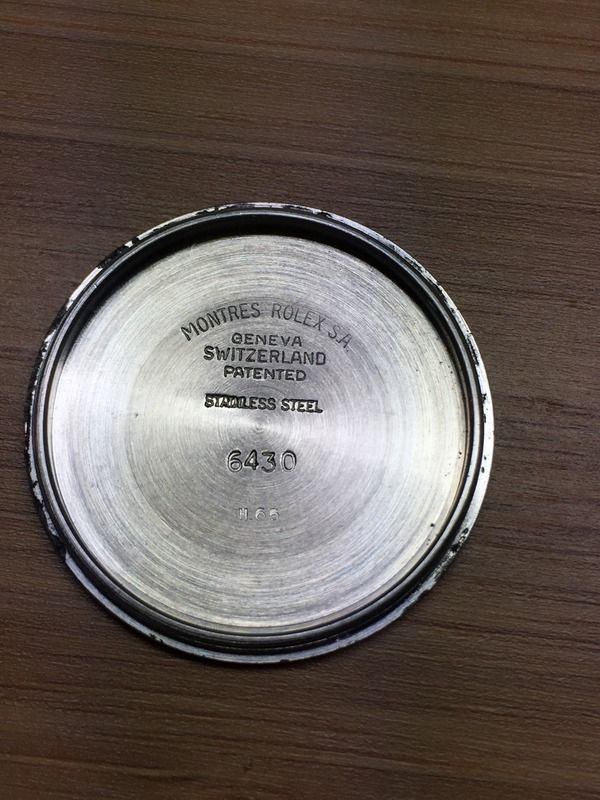 MONTRES ROLEX S.A.
GENEVA
SWITZERLAND
PATENTED
STAINLESS STEEL
6430
II 65